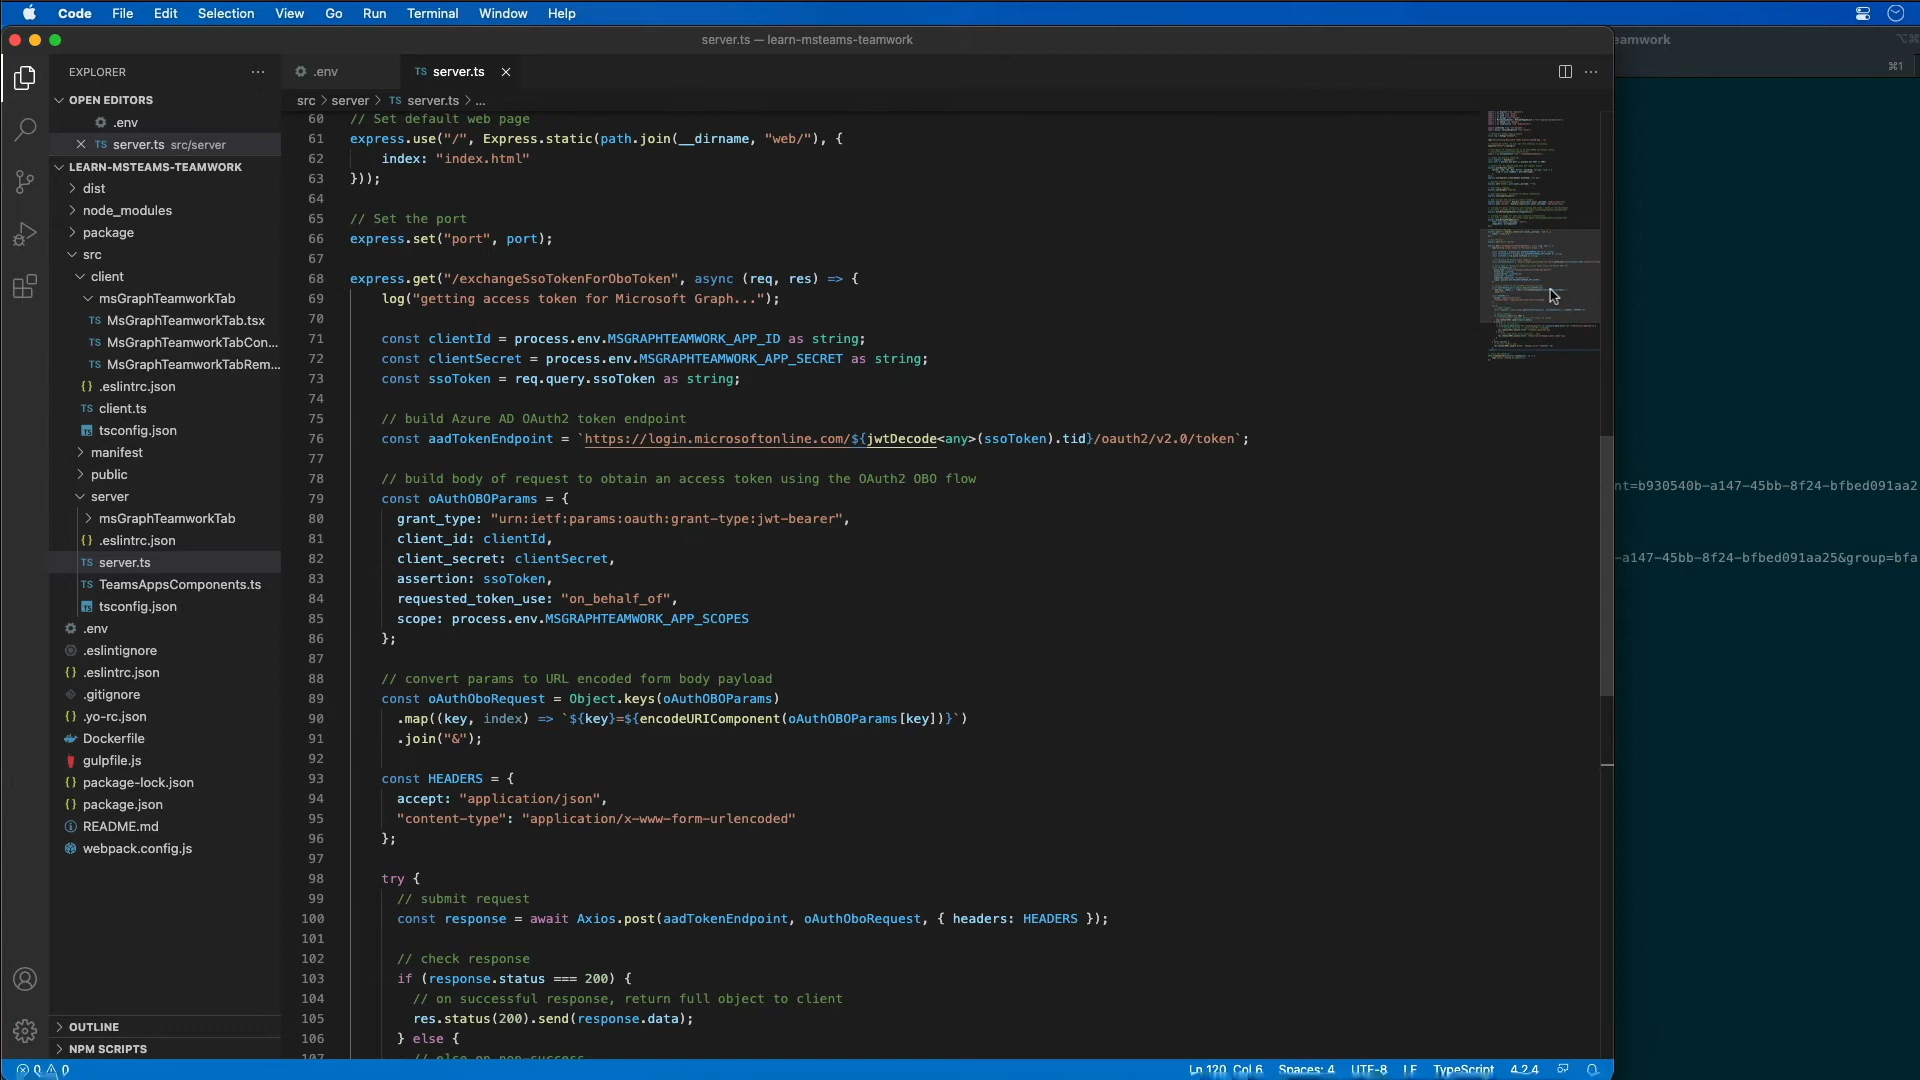 Code File Edit Selection View Go Run Terminal Window Help
server.ts — learn-msteams-teamwork
eamwork
⌥⌘
⌘1
EXPLORER
.env
TS server.ts
src > server > TS server.ts > ...
OPEN EDITORS
.env
server.ts src/server
LEARN-MSTEAMS-TEAMWORK
dist
node_modules
package
src
client
msGraphTeamworkTab
TS MsGraphTeamworkTab.tsx
TS MsGraphTeamworkTabCon...
TS MsGraphTeamworkTabRem...
{} .eslintrc.json
TS client.ts
tsconfig.json
manifest
public
server
msGraphTeamworkTab
{} .eslintrc.json
TS server.ts
TS TeamsAppsComponents.ts
tsconfig.json
.env
.eslintignore
{} .eslintrc.json
.gitignore
{} .yo-rc.json
Dockerfile
gulpfile.js
{} package-lock.json
{} package.json
README.md
webpack.config.js
OUTLINE
NPM SCRIPTS
60 // Set default web page
61 express.use("/", Express.static(path.join(__dirname, "web/"), {
62 index: "index.html"
63 }));
64
65 // Set the port
66 express.set("port", port);
67
68 express.get("/exchangeSsoTokenForOboToken", async (req, res) => {
69 log("getting access token for Microsoft Graph...");
70
71 const clientId = process.env.MSGRAPHTEAMWORK_APP_ID as string;
72 const clientSecret = process.env.MSGRAPHTEAMWORK_APP_SECRET as string;
73 const ssoToken = req.query.ssoToken as string;
74
75 // build Azure AD OAuth2 token endpoint
76 const aadTokenEndpoint = `https://login.microsoftonline.com/${jwtDecode<any>(ssoToken).tid}/oauth2/v2.0/token`;
77
78 // build body of request to obtain an access token using the OAuth2 OBO flow
79 const oAuthOBOParams = {
80 grant_type: "urn:ietf:params:oauth:grant-type:jwt-bearer",
81 client_id: clientId,
82 client_secret: clientSecret,
83 assertion: ssoToken,
84 requested_token_use: "on_behalf_of",
85 scope: process.env.MSGRAPHTEAMWORK_APP_SCOPES
86 };
87
88 // convert params to URL encoded form body payload
89 const oAuthOboRequest = Object.keys(oAuthOBOParams)
90 .map((key, index) => `${key}=${encodeURIComponent(oAuthOBOParams[key])}`)
91 .join("&");
92
93 const HEADERS = {
94 accept: "application/json",
95 "content-type": "application/x-www-form-urlencoded"
96 };
97
98 try {
99 // submit request
100 const response = await Axios.post(aadTokenEndpoint, oAuthOboRequest, { headers: HEADERS });
101
102 // check response
103 if (response.status === 200) {
104 // on successful response, return full object to client
105 res.status(200).send(response.data);
106 } else {
107 // else on non-success
nt=b930540b-a147-45bb-8f24-bfbed091aa2
-a147-45bb-8f24-bfbed091aa25&group=bfa
0 0
Ln 120, Col 6 Spaces: 4 UTF-8 LF TypeScript 4.2.4